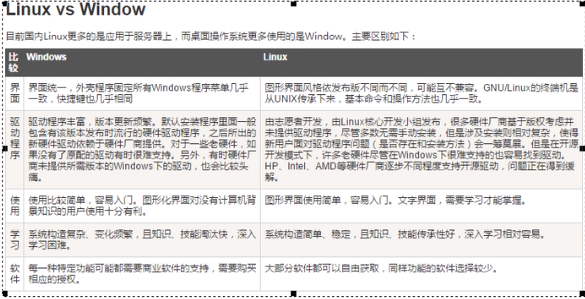 Linux vs Window
目前国内Linux更多的是应用于服务器上，而桌面操作系统更多使用的是Window。主要区别如下：
比较 Windows Linux
界面
界面统一，外壳程序固定所有Windows程序菜单几乎
一致，快捷键也几乎相同
图形界面风格依发布版不同而不同，可能互不兼容。GNU/Linux的终端机是
从UNIX传承下来，基本命令和操作方法也几乎一致。
驱动程序
驱动程序丰富，版本更新频繁。默认安装程序里面一般
包含有该版本发布时流行的硬件驱动程序，之后所出的
新硬件驱动依赖于硬件厂商提供。对于一些老硬件，如
果没有了原配的驱动有时很难支持。另外，有时硬件厂
商未提供所需版本的Windows下的驱动，也会比较头
痛。
由志愿者开发，由Linux核心开发小组发布，很多硬件厂商基于版权考虑并
未提供驱动程序，尽管多数无需手动安装，但是涉及安装则相对复杂，使得
新用户面对驱动程序问题（是否存在和安装方法）会一筹莫展。但是在开源
开发模式下，许多老硬件尽管在Windows下很难支持的也容易找到驱动。
HP、Intel、AMD等硬件厂商逐步不同程度支持开源驱动，问题正在得到缓
解。
使用
使用比较简单，容易入门。图形化界面对没有计算机背
景知识的用户使用十分有利。
图形界面使用简单，容易入门。文字界面，需要学习才能掌握。
学习
系统构造复杂、变化频繁，且知识、技能淘汰快，深入
学习困难。
系统构造简单、稳定，且知识、技能传承性好，深入学习相对容易。
软件
每一种特定功能可能都需要商业软件的支持，需要购买
相应的授权。
大部分软件都可以自由获取，同样功能的软件选择较少。